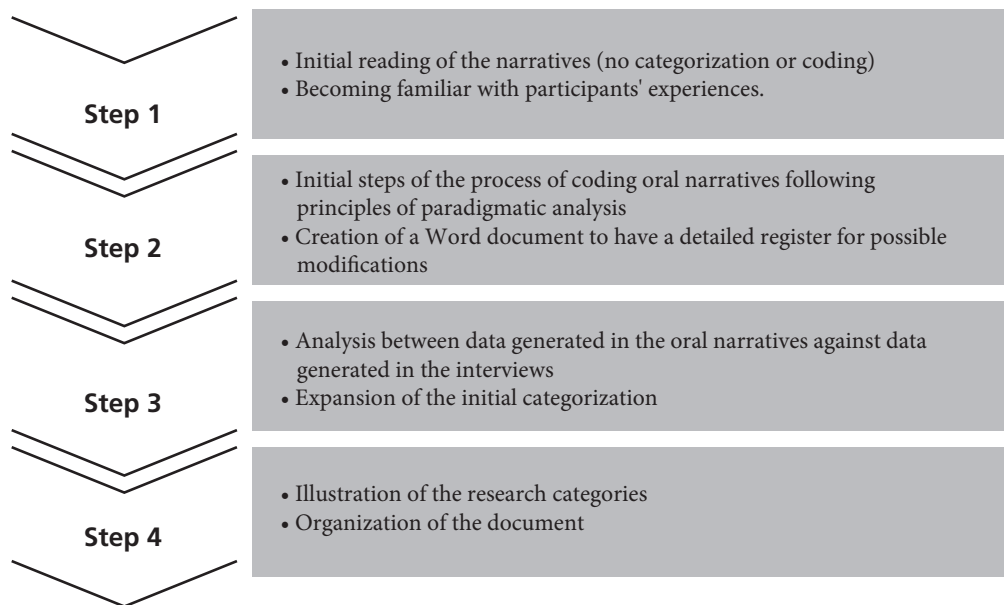 Step 1
• Initial reading of the narratives (no categorization or coding)
• Becoming familiar with participants' experiences.
Step 2
• Initial steps of the process of coding oral narratives following
principles of paradigmatic analysis
• Creation of a Word document to have a detailed register for possible
modifications
Step 3
• Analysis between data generated in the oral narratives against data
generated in the interviews
• Expansion of the initial categorization
Step 4
• Illustration of the research categories
• Organization of the document